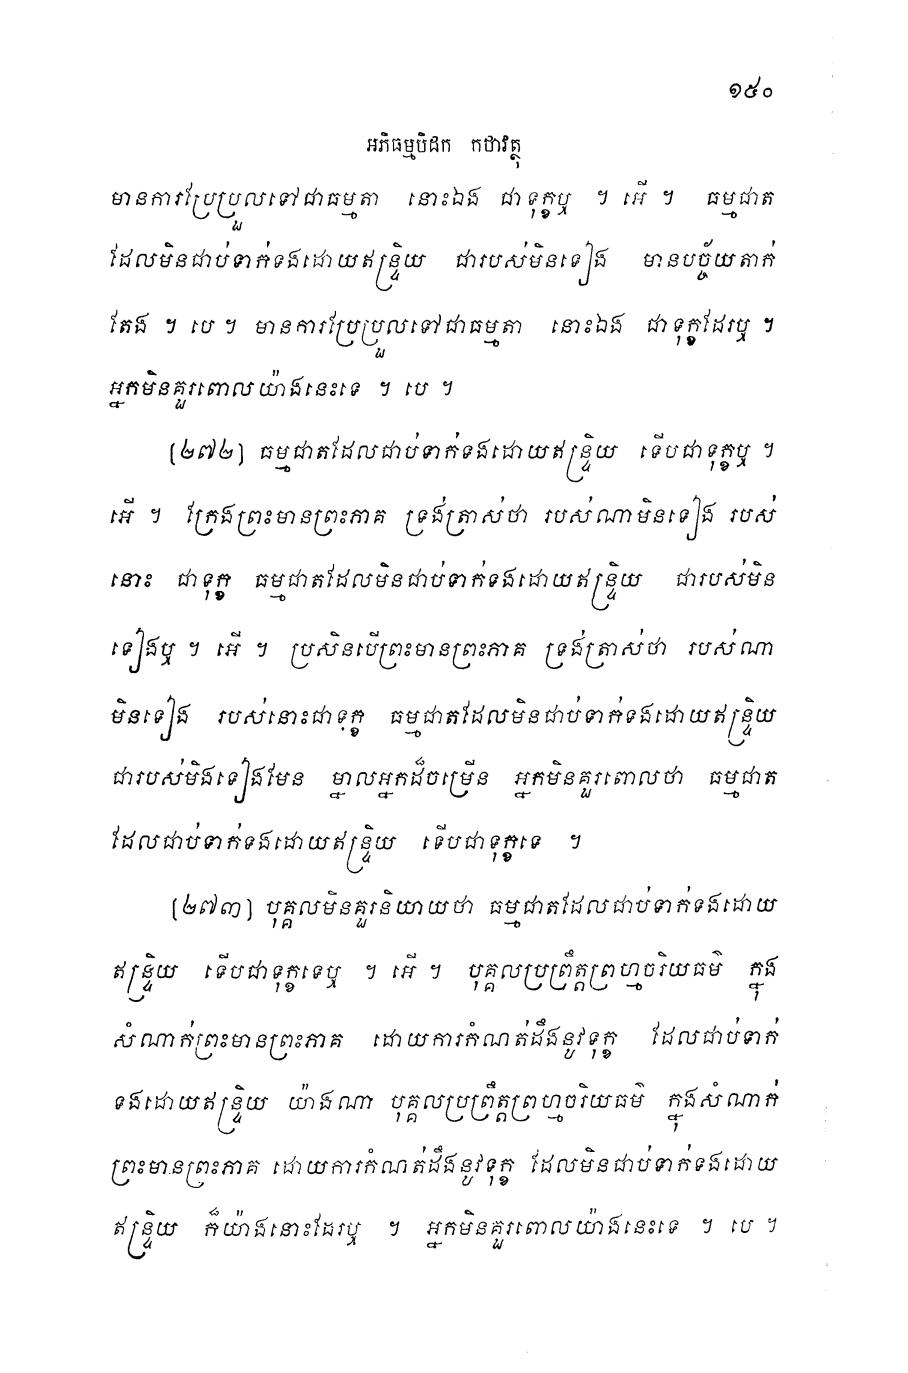 ១៥០
អភិធម្មបិដក កថាវត្ថុ
មានការប្រែប្រួលទៅជាធម្មតា នោះឯង ជាទុក្ខឬ ។ អើ ។ ធម្មជាត
ដែលមិនជាប់ទាក់ទងដោយឥន្ទ្រិយ ជារបស់មិនទៀង មានបច្ច័យតាក់
តែង ។ បេ ។ មានការប្រែប្រួលទៅជាធម្មតា នោះឯង ជាទុក្ខដែរឬ ។
អ្នកមិនគួរពោលយ៉ាងនេះទេ ។ បេ ។
(២៧២) ធម្មជាតដែលជាប់ទាក់ទងដោយឥន្ទ្រិយ ទើបជាទុក្ខឬ ។
អើ ។ ក្រែងព្រះមានព្រះភាគ ទ្រង់ត្រាស់ថា របស់ណាមិនទៀង របស់
នោះ ជាទុក្ខ ធម្មជាតដែលមិនជាប់ទាក់ទងដោយឥន្ទ្រិយ ជារបស់មិន
ទៀងឬ ។ អើ ។ ប្រសិនបើព្រះមានព្រះភាគ ទ្រង់ត្រាស់ថា របស់ណា
មិនទៀង របស់នោះជាទុក្ខ ធម្មជាតដែលមិនជាប់ទាក់ទងដោយឥន្ទ្រិយ
ជារបស់មិងទៀងមែន ម្នាលអ្នកដ៏ចម្រើន អ្នកមិនគួរពោលថា ធម្មជាត
ដែលជាប់ទាក់ទងដោយឥន្ទ្រិយ ទើបជាទុក្ខទេ ។
(២៧៣) បុគ្គលមិនគួរនិយាយថា ធម្មជាតដែលជាប់ទាក់ទងដោយ
ឥន្ទ្រិយ ទើបជាទុក្ខទេឬ ។ អើ ។ បុគ្គលប្រព្រឹត្តព្រហ្មចរិយធម៌ ក្នុង
សំណាក់ព្រះមានព្រះភាគ ដោយការកំណត់ដឹងនូវទុក្ខ ដែលជាប់ទាក់
ទងដោយឥន្ទ្រិយ យ៉ាងណា បុគ្គលប្រព្រឹត្តព្រហ្មចរិយធម៌ ក្នុងសំណាក់
ព្រះមានព្រះភាគ ដោយការកំណត់ដឹងនូវទុក្ខ ដែលមិនជាប់ទាក់ទងដោយ
ឥន្ទ្រិយ ក៏យ៉ាងនោះដែរឬ ។ អ្នកមិនគួរពោលយ៉ាងនេះទេ ។ បេ ។